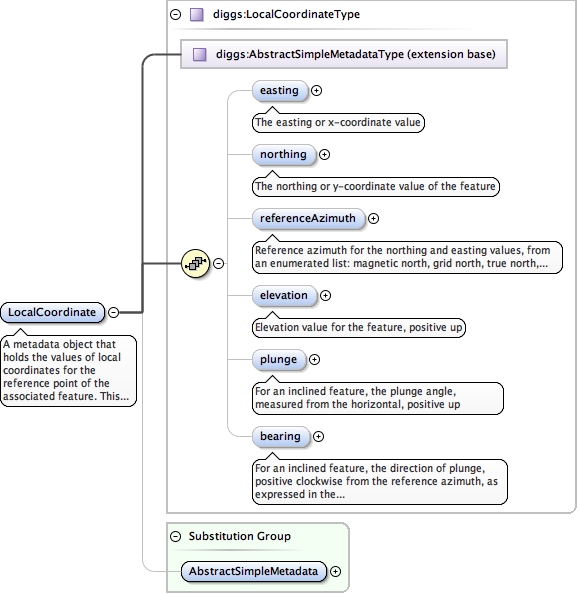 diggs:LocalCoordinateType
diggs:AbstractSimpleMetadataType (extension base)
easting
The easting or x-coordinate value
northing
The northing or y-coordinate value of the feature
referenceAzimuth
Reference azimuth for the northing and easting values, from
an enumerated list: magnetic north, grid north, true north,...
elevation
Elevation value for the feature, positive up
plunge
For an inclined feature, the plunge angle,
measured from the horizontal, positive up
bearing
For an inclined feature, the direction of plunge,
positive clockwise from the reference azimuth, as
expressed in the...
LocalCoordinate
A metadata object that
holds the values of local
coordinates for the
reference point of the
associated feature. This...
Substitution Group
AbstractSimpleMetadata